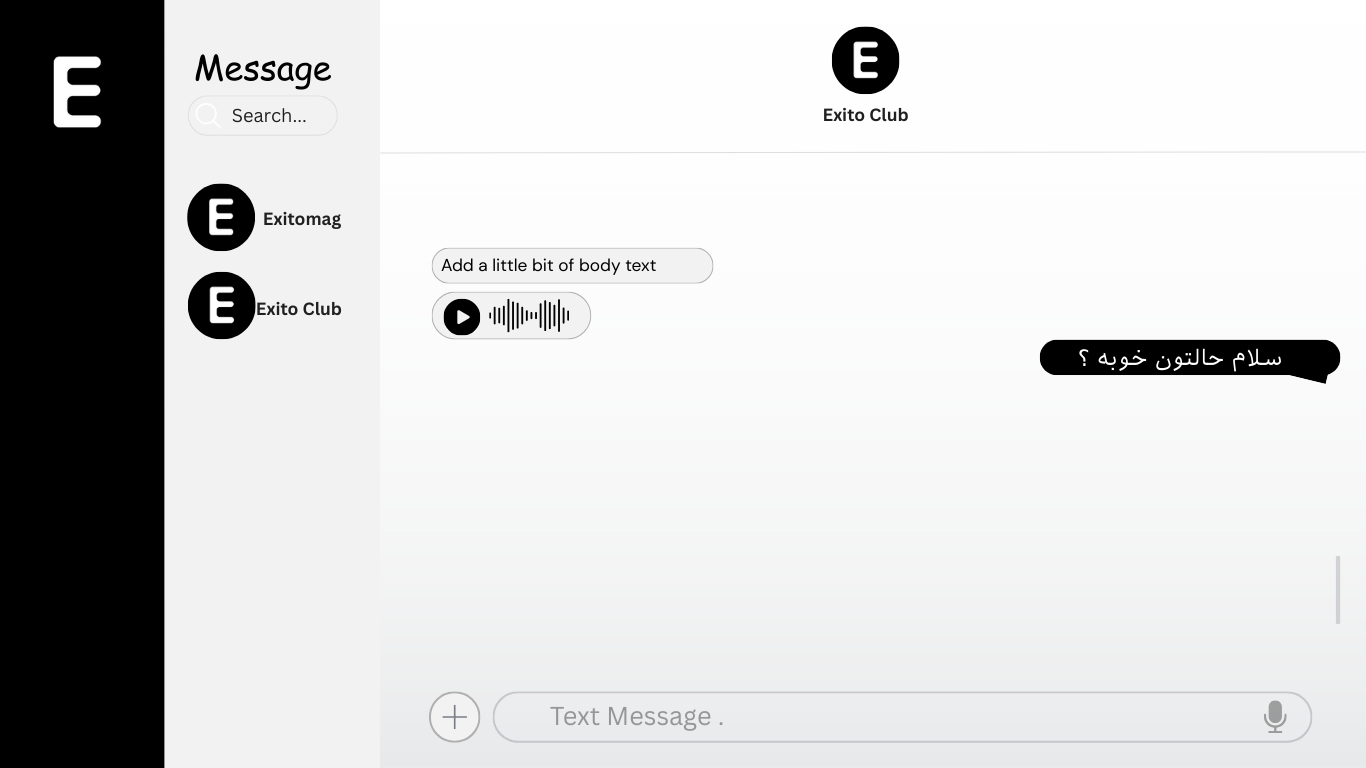 E
Message
Search...
E
Exitomag
E
Exito Club
E
Exito Club
Add a little bit of body text
سلام حالتون خوبه ؟
Text Message .